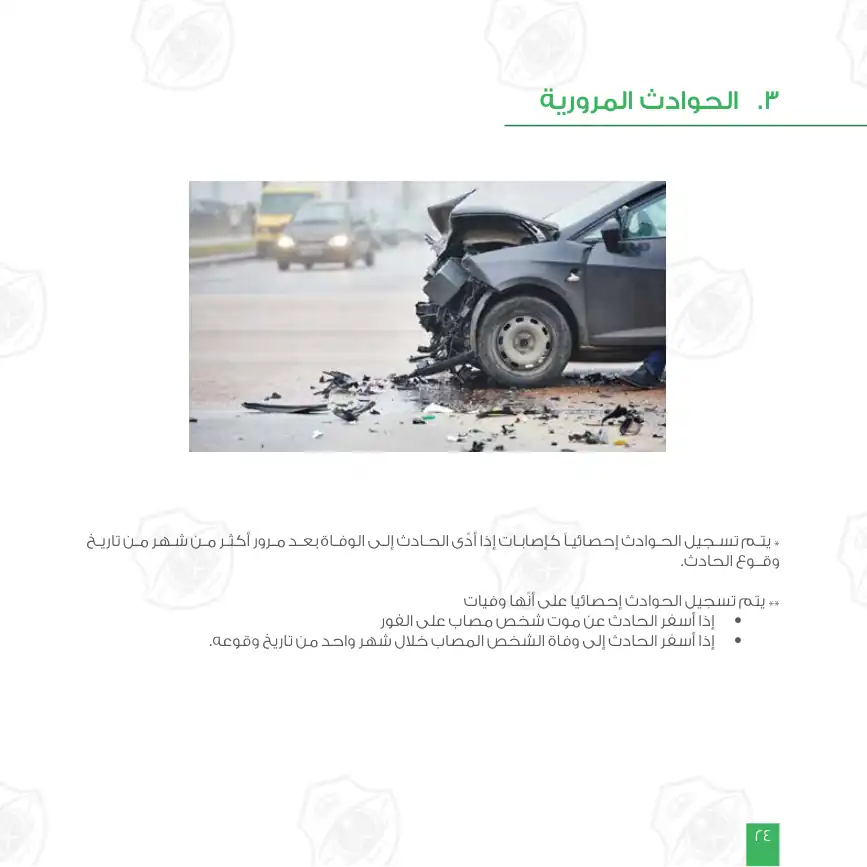 ٣. الحوادث المرورية
* يتم تسجيل الحوادث إحصائياً كإصابات إذا أدّى الحادث إلى الوفاة بعد مرور أكثر من شهر من تاريخ
وقوع الحادث.
** يتم تسجيل الحوادث إحصائيا على أنّها وفيات
• إذا أسفر الحادث عن موت شخص مصاب على الفور
• إذا أسفر الحادث إلى وفاة الشخص المصاب خلال شهر واحد من تاريخ وقوعه.
٢٤